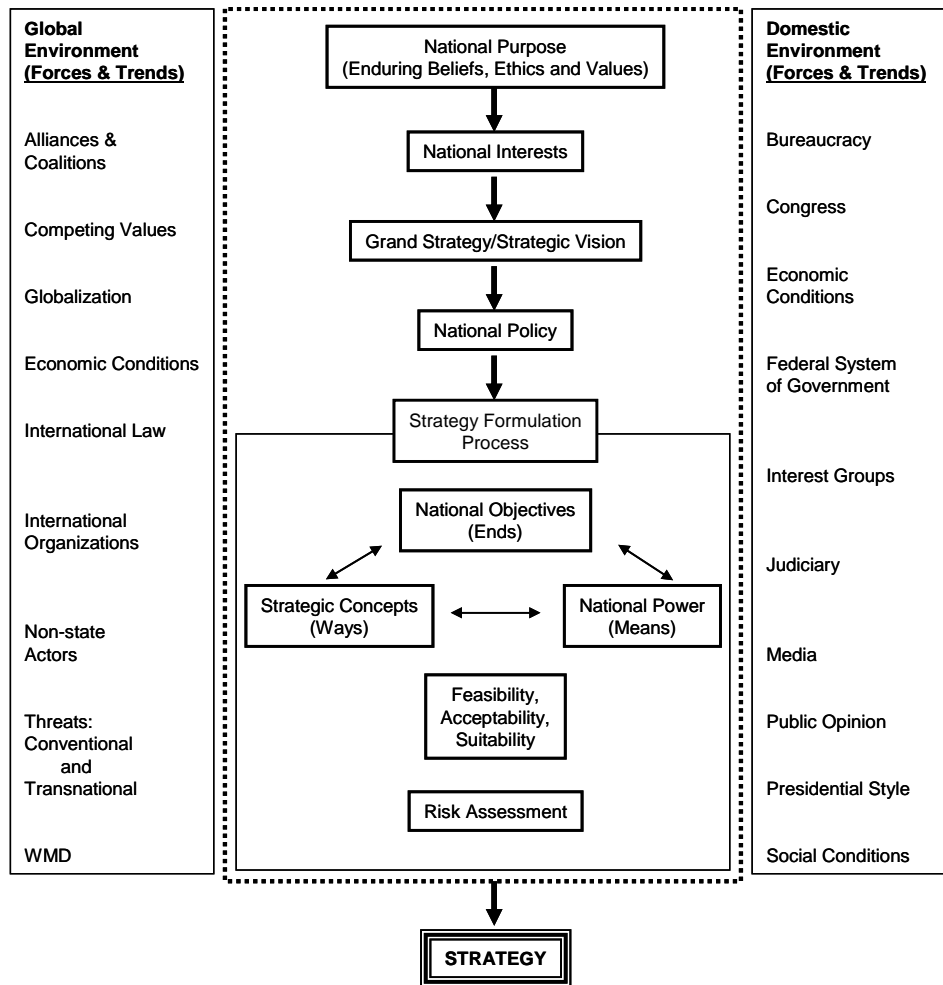 Global
Environment
(Forces & Trends)
Alliances &
Coalitions
Competing Values
Globalization
Economic Conditions
International Law
International
Organizations
Non-state
Actors
Threats:
Conventional
and
Transnational
WMD
National Purpose
(Enduring Beliefs, Ethics and Values)
National Interests
Grand Strategy/Strategic Vision
National Policy
Strategy Formulation
Process
National Objectives
(Ends)
Strategic Concepts
(Ways)
National Power
(Means)
Feasibility,
Acceptability,
Suitability
Risk Assessment
STRATEGY
Domestic
Environment
(Forces & Trends)
Bureaucracy
Congress
Economic
Conditions
Federal System
of Government
Interest Groups
Judiciary
Media
Public Opinion
Presidential Style
Social Conditions